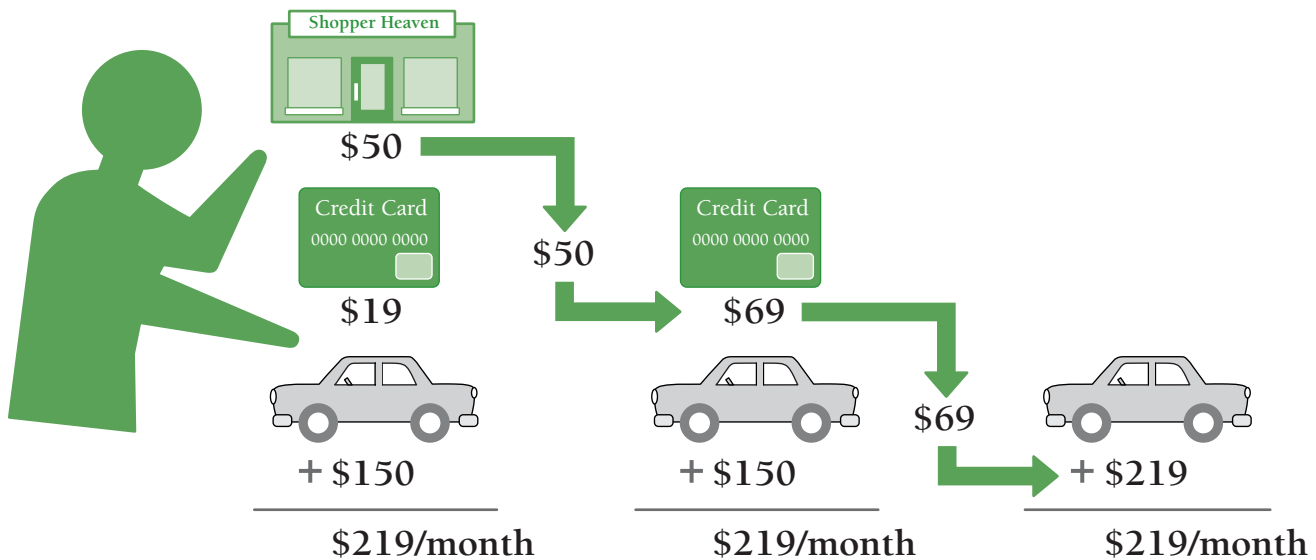 Shopper Heaven
$50
Credit Card
0000 0000 0000
$19
+ $150
$219/month
$50
Credit Card
0000 0000 0000
$69
+ $150
$219/month
$69
+ $219
$219/month